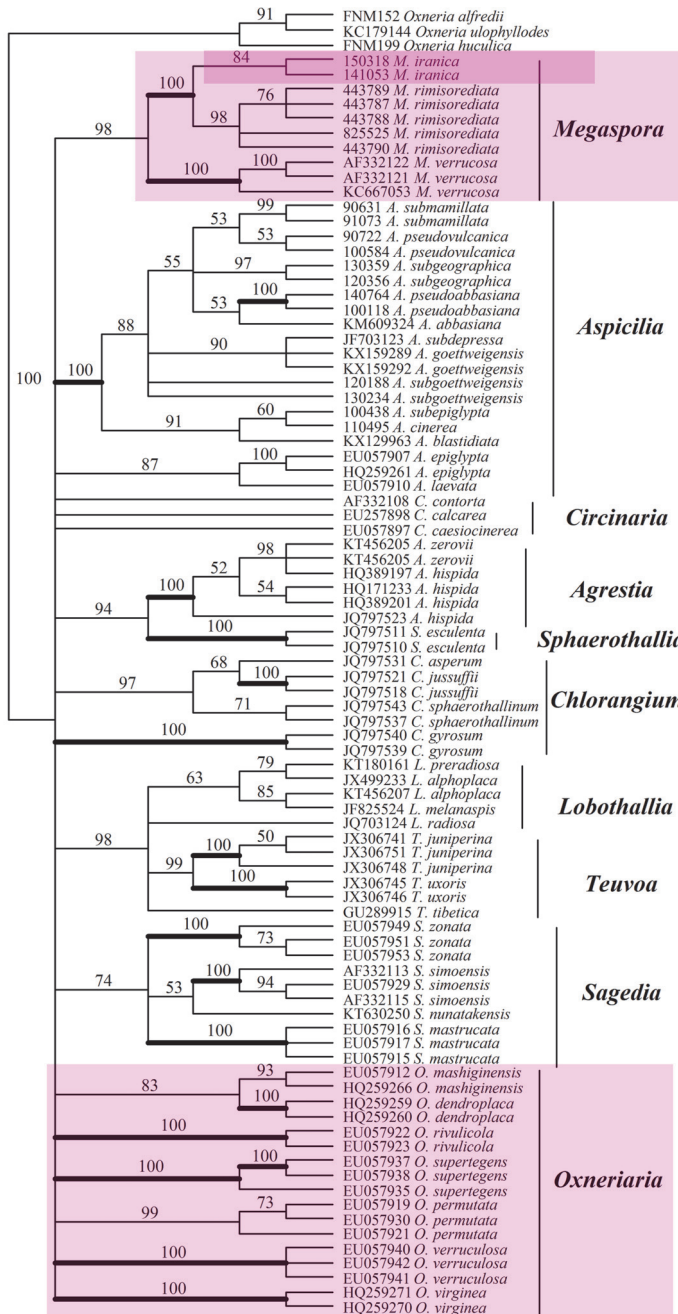 91
FNM152 Oxneria alfredii
KC179144 Oxneria ulophyllodes
FNM199 Oxneria huculica
84
150318 M. iranica
141053 M. iranica
100
76
443789 M. rimisorediata
443787 M. rimisorediata
443788 M. rimisorediata
98
98
825525 M. rimisorediata
443790 M. rimisorediata
Megaspora
100
100
AF332122 M. verrucosa
AF332121 M. verrucosa
KC667053 M. verrucosa
99
90631 A. submamillata
91073 A. submamillata
53
53
90722 A. pseudovulcanica
100584 A. pseudovulcanica
55
97
130359 A. subgeographica
120356 A. subgeographica
100
140764 A. pseudoabbasiana
100118 A. pseudoabbasiana
53
KM609324 A. abbasiana
Aspicilia
88
90
JF703123 A. subdepressa
KX159289 A. goettweigensis
KX159292 A. goettweigensis
100
100
120188 A. subgoettweigensis
130234 A. subgoettweigensis
60
100438 A. subepiglypta
110495 A. cinerea
91
KX129963 A. blastidiata
100
EU057907 A. epiglypta
HQ259261 A. epiglypta
87
EU057910 A. laevata
AF332108 C. contorta
EU257898 C. calcarea
EU057897 C. caesiocinerea
Circinaria
98
KT456205 A. zerovii
KT456205 A. zerovii
HQ389197 A. hispida
52
54
HQ171233 A. hispida
HQ389201 A. hispida
100
JQ797523 A. hispida
Agrestia
94
100
JQ797511 S. esculenta
JQ797510 S. esculenta
Sphaerothallia
68
JQ797531 C. asperum
100
JQ797521 C. jussuffii
JQ797518 C. jussuffii
97
71
JQ797543 C. sphaerothallinum
JQ797537 C. sphaerothallinum
Chlorangium
100
JQ797540 C. gyrosum
JQ797539 C. gyrosum
79
KT180161 L. preradiosa
JX499233 L. alphoplaca
63
85
KT456207 L. alphoplaca
JF825524 L. melanaspis
JQ703124 L. radiosa
Lobothallia
98
50
JX306741 T. juniperina
JX306751 T. juniperina
100
JX306748 T. juniperina
99
100
JX306745 T. uxoris
JX306746 T. uxoris
GU289915 T. tibetica
Teuvoa
100
EU057949 S. zonata
73
EU057951 S. zonata
EU057953 S. zonata
74
100
AF332113 S. simoensis
94
EU057929 S. simoensis
AF332115 S. simoensis
53
KT630250 S. nunatakensis
Sagedia
100
EU057916 S. mastrucata
EU057917 S. mastrucata
EU057915 S. mastrucata
93
EU057912 O. mashiginensis
HQ259266 O. mashiginensis
83
100
HQ259259 O. dendroplaca
HQ259260 O. dendroplaca
100
EU057922 O. rivulicola
EU057923 O. rivulicola
100
100
EU057937 O. supertegens
EU057938 O. supertegens
EU057935 O. supertegens
Oxneriaria
99
73
EU057919 O. permutata
EU057930 O. permutata
EU057921 O. permutata
100
EU057940 O. verruculosa
EU057942 O. verruculosa
EU057941 O. verruculosa
100
HQ259271 O. virginea
HQ259270 O. virginea